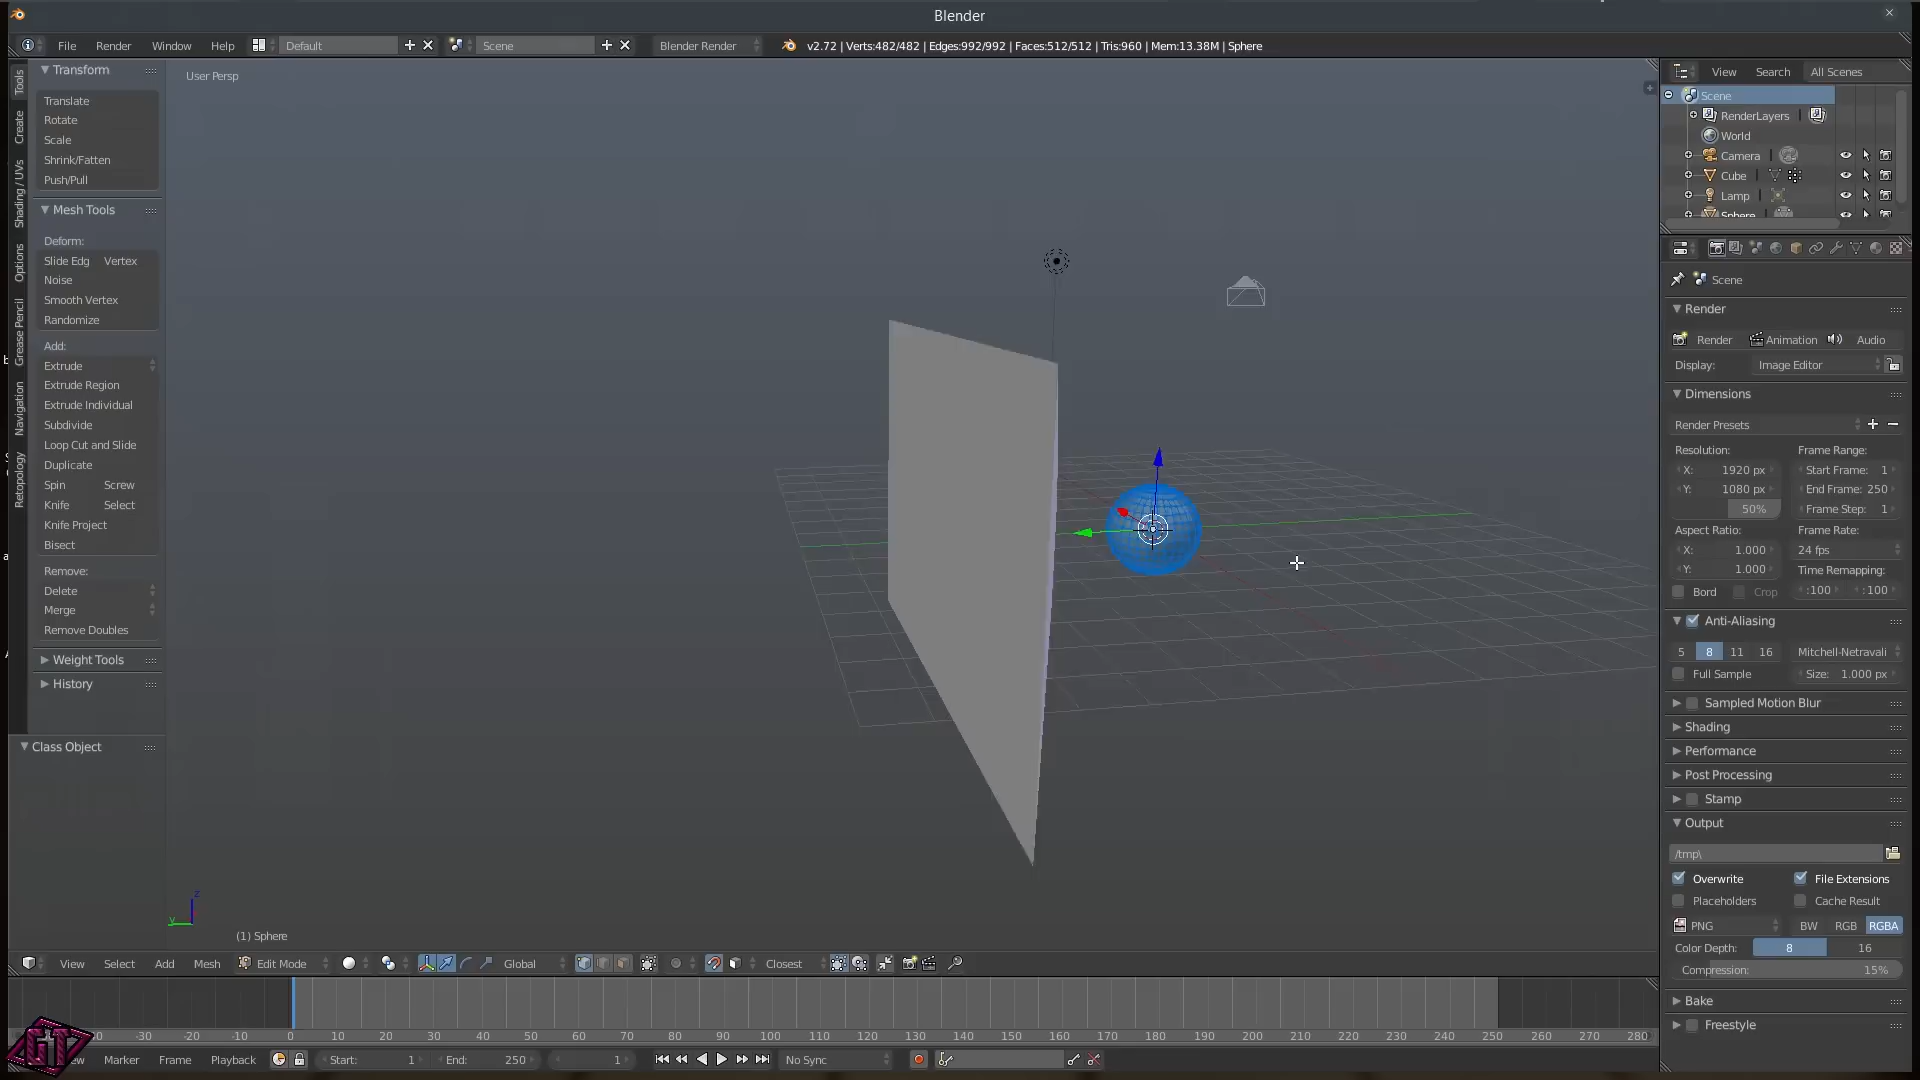 Blender
File Render Window Help Default Scene Blender Render v2.72 | Verts:482/482 | Edges:992/992 | Faces:512/512 | Tris:960 | Mem:13.38M | Sphere
Tools
Create
Shading / UVs
Options
Grease Pencil
Navigation
Retopology
Transform
Translate
Rotate
Scale
Shrink/Fatten
Push/Pull
Mesh Tools
Deform:
Slide Edg Vertex
Noise
Smooth Vertex
Randomize
Add:
Extrude
Extrude Region
Extrude Individual
Subdivide
Loop Cut and Slide
Duplicate
Spin Screw
Knife Select
Knife Project
Bisect
Remove:
Delete
Merge
Remove Doubles
Weight Tools
History
Class Object
User Persp
z
y
(1) Sphere
View Select Add Mesh Edit Mode Global Closest
-30 -20 -10 0 10 20 30 40 50 60 70 80 90 100 110 120 130 140 150 160 170 180 190 200 210 220 230 240 250 260 270 280
GT
Marker Frame Playback Start: 1 End: 250 1 No Sync
View Search All Scenes
Scene
RenderLayers
World
Camera
Cube
Lamp
Sphere
Scene
Render
Render Animation Audio
Display: Image Editor
Dimensions
Render Presets
Resolution: Frame Range:
X: 1920 px Start Frame: 1
Y: 1080 px End Frame: 250
50% Frame Step: 1
Aspect Ratio: Frame Rate:
X: 1.000 24 fps
Y: 1.000 Time Remapping:
Bord Crop :100 :100
Anti-Aliasing
5 8 11 16 Mitchell-Netravali
Full Sample Size: 1.000 px
Sampled Motion Blur
Shading
Performance
Post Processing
Stamp
Output
/tmp\
Overwrite File Extensions
Placeholders Cache Result
PNG BW RGB RGBA
Color Depth: 8 16
Compression: 15%
Bake
Freestyle